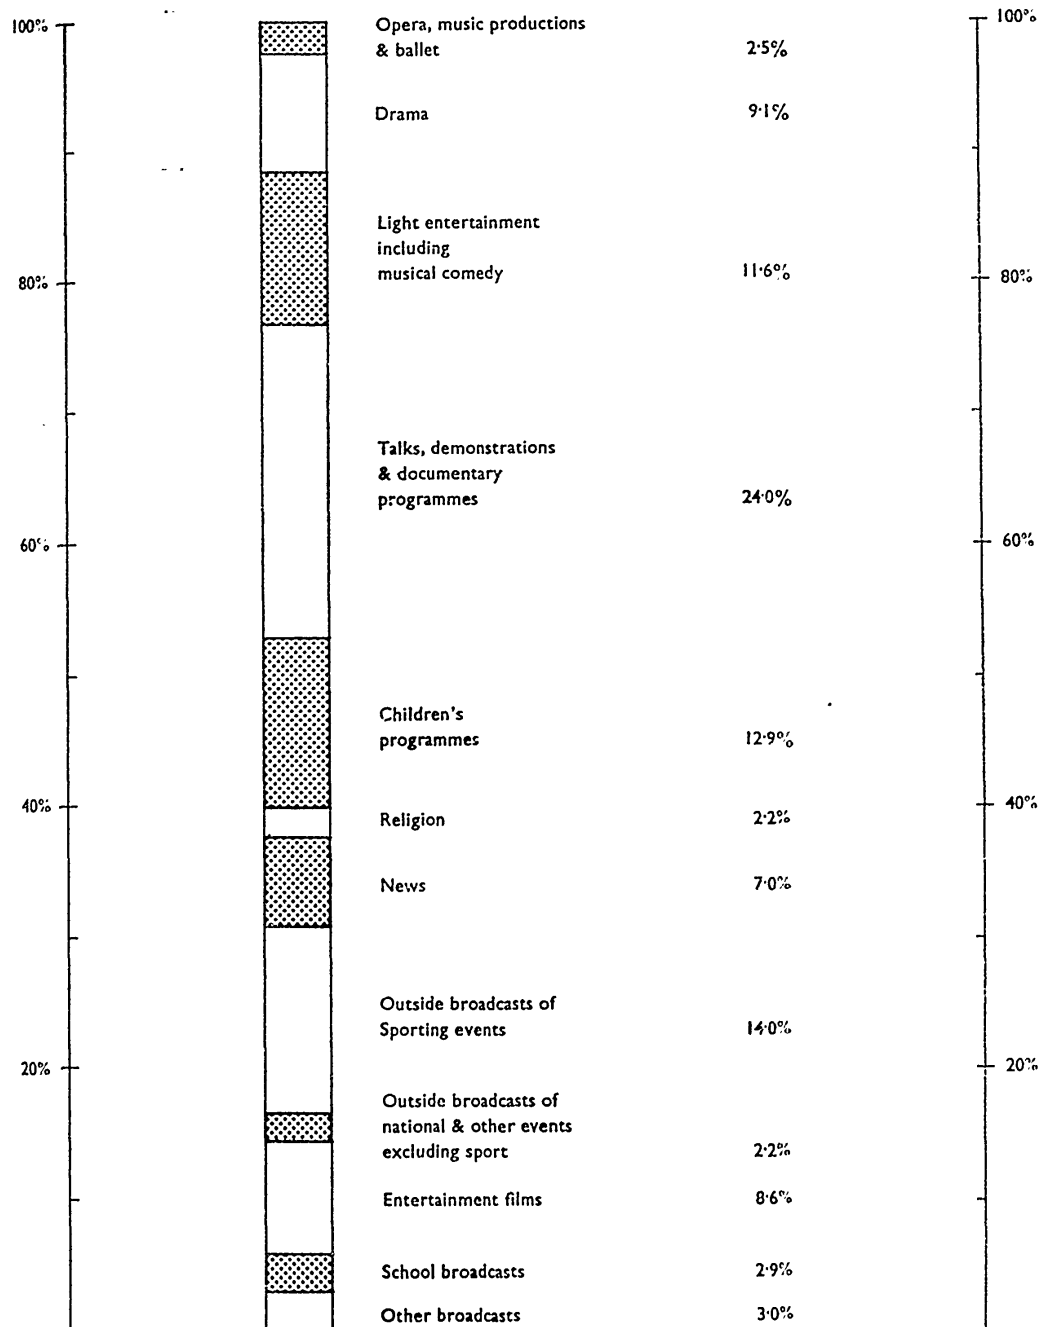 100%
Opera, music productions
& ballet 2·5%
100%
Drama 9·1%
Light entertainment
including
musical comedy 11·6%
80%
80%
Talks, demonstrations
& documentary
programmes 24·0%
60%
60%
Children's
programmes 12·9%
40%
40%
Religion 2·2%
News 7·0%
Outside broadcasts of
Sporting events 14·0%
20%
20%
Outside broadcasts of
national & other events
excluding sport 2·2%
Entertainment films 8·6%
School broadcasts 2·9%
Other broadcasts 3·0%